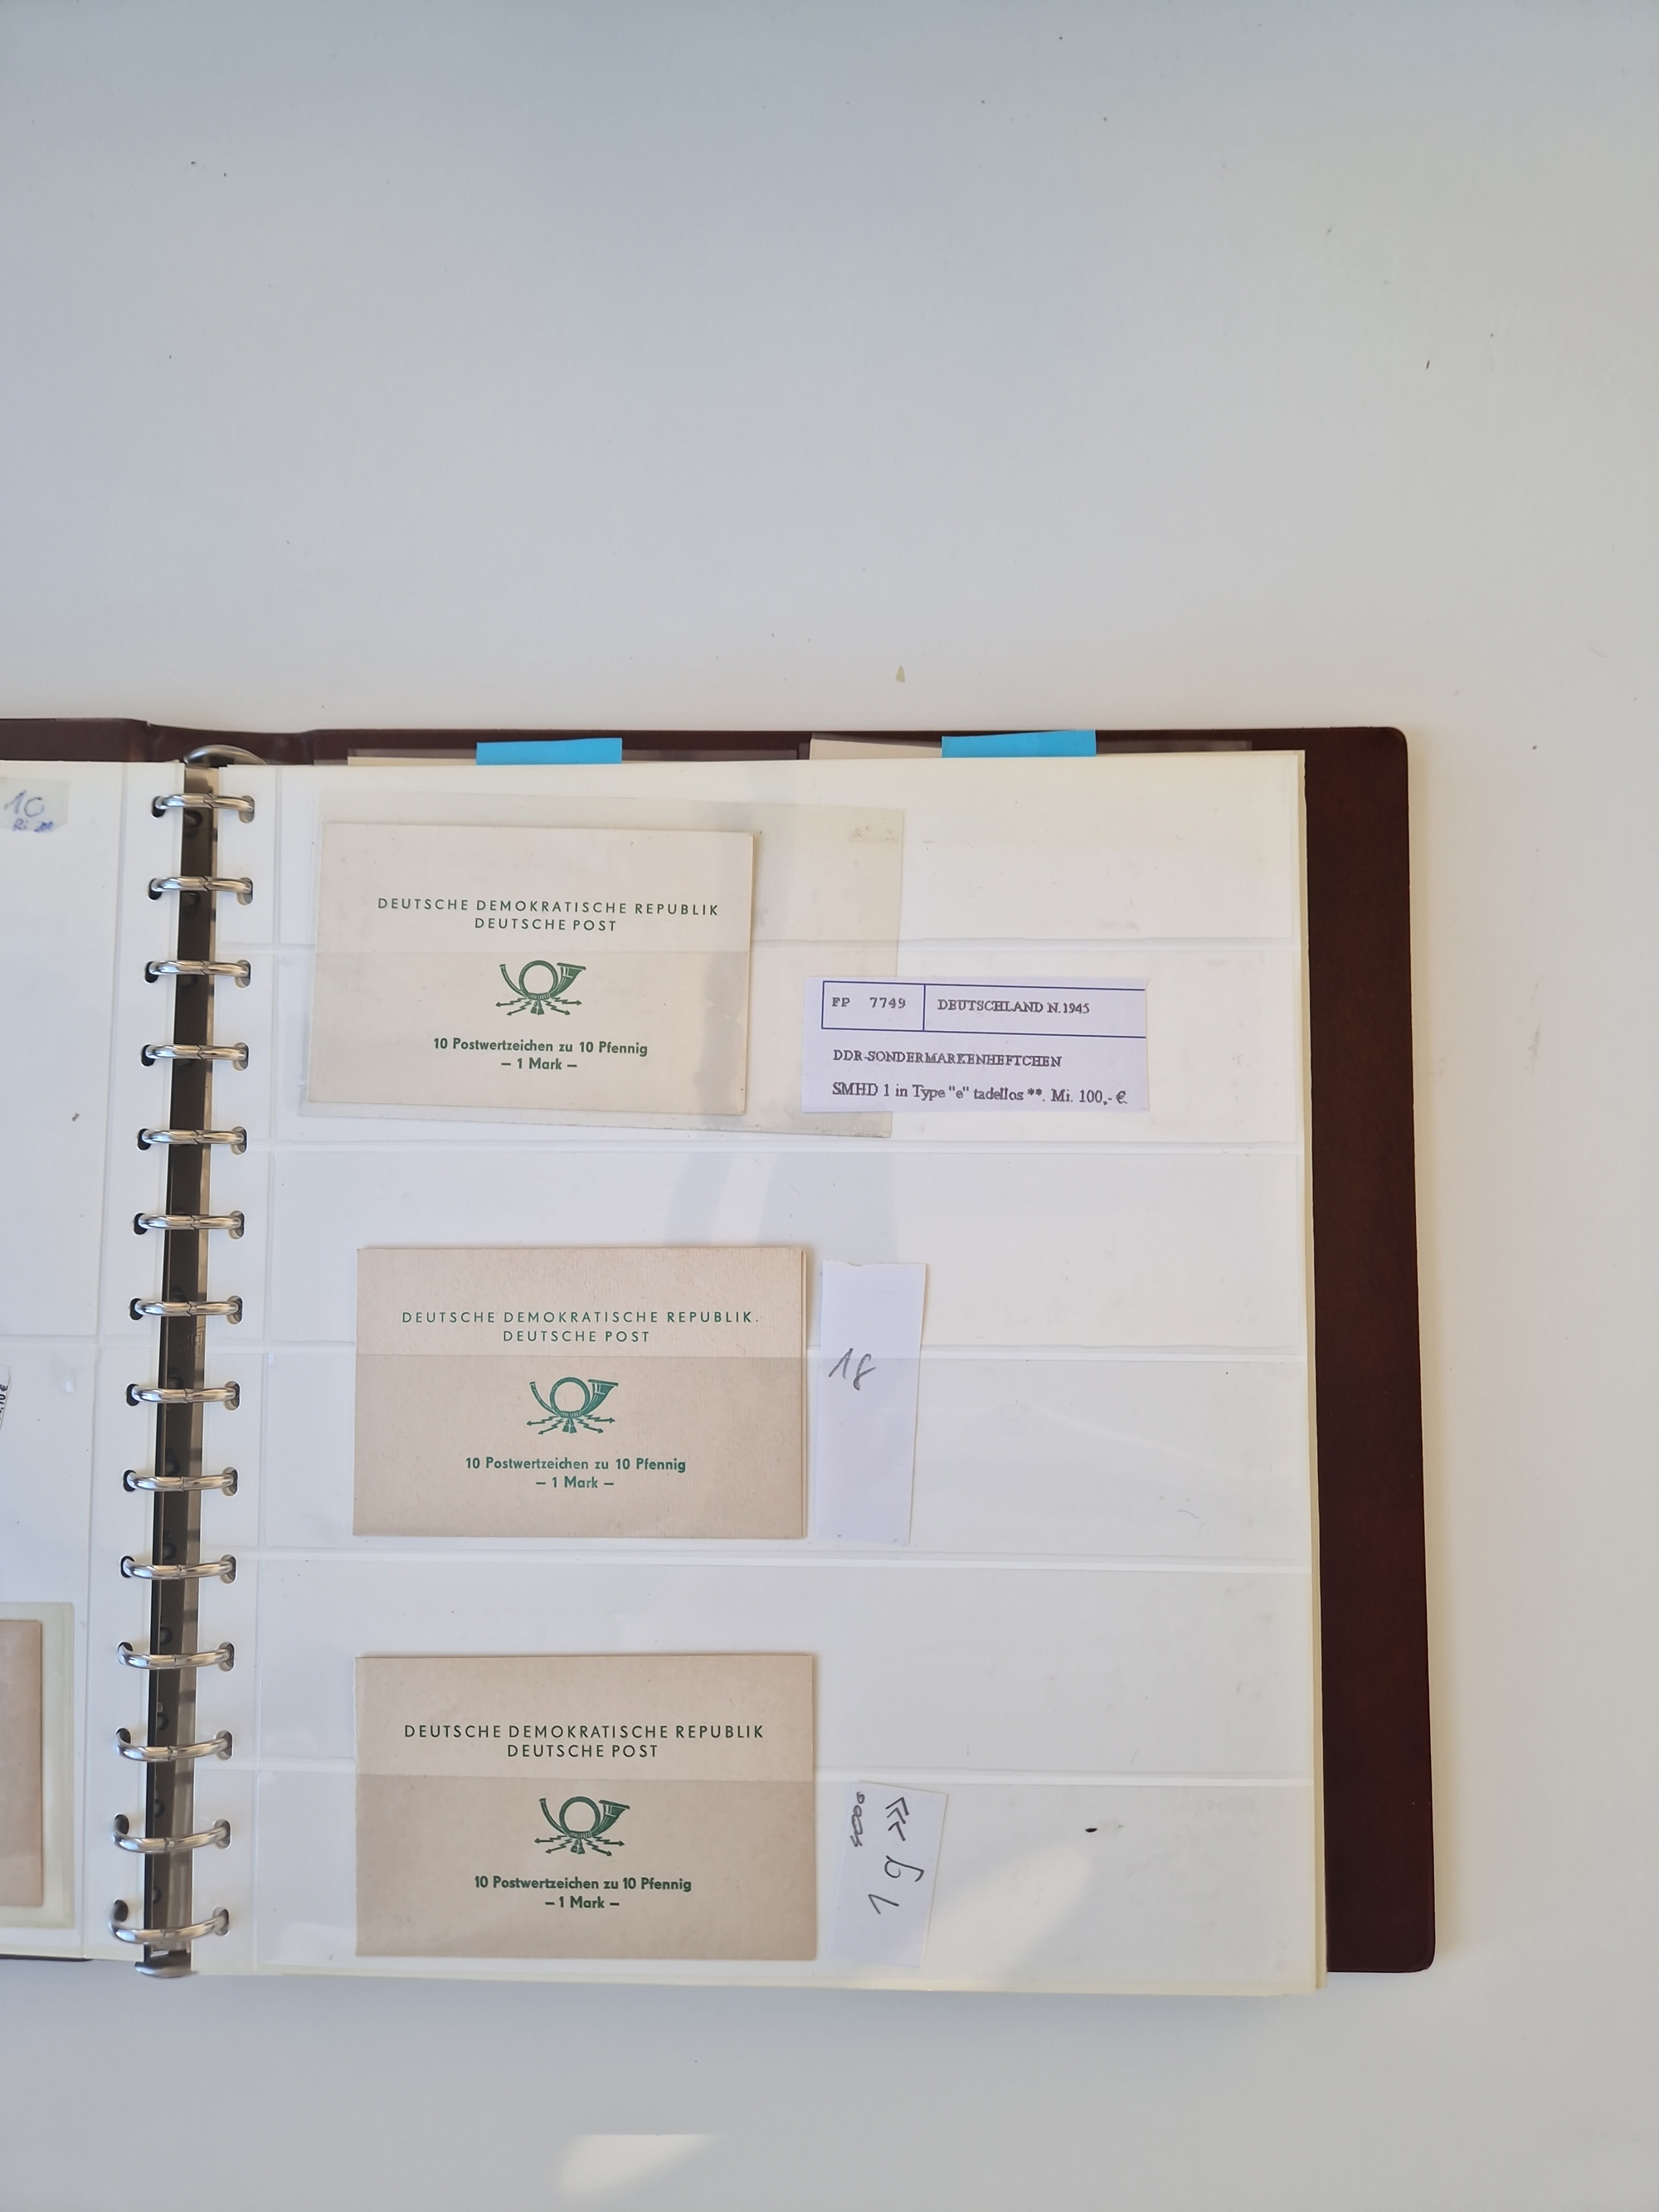 10
DEUTSCHE DEMOKRATISCHE REPUBLIK
DEUTSCHE POST
10 Postwertzeichen zu 10 Pfennig
– 1 Mark –
FP 7749 DEUTSCHLAND N.1945
DDR-SONDERMARKENHEFTCHEN
SMHD 1 in Type "e" tadellos **. Mi. 100,- €.
DEUTSCHE DEMOKRATISCHE REPUBLIK.
DEUTSCHE POST
10 Postwertzeichen zu 10 Pfennig
– 1 Mark –
DEUTSCHE DEMOKRATISCHE REPUBLIK
DEUTSCHE POST
10 Postwertzeichen zu 10 Pfennig
– 1 Mark –